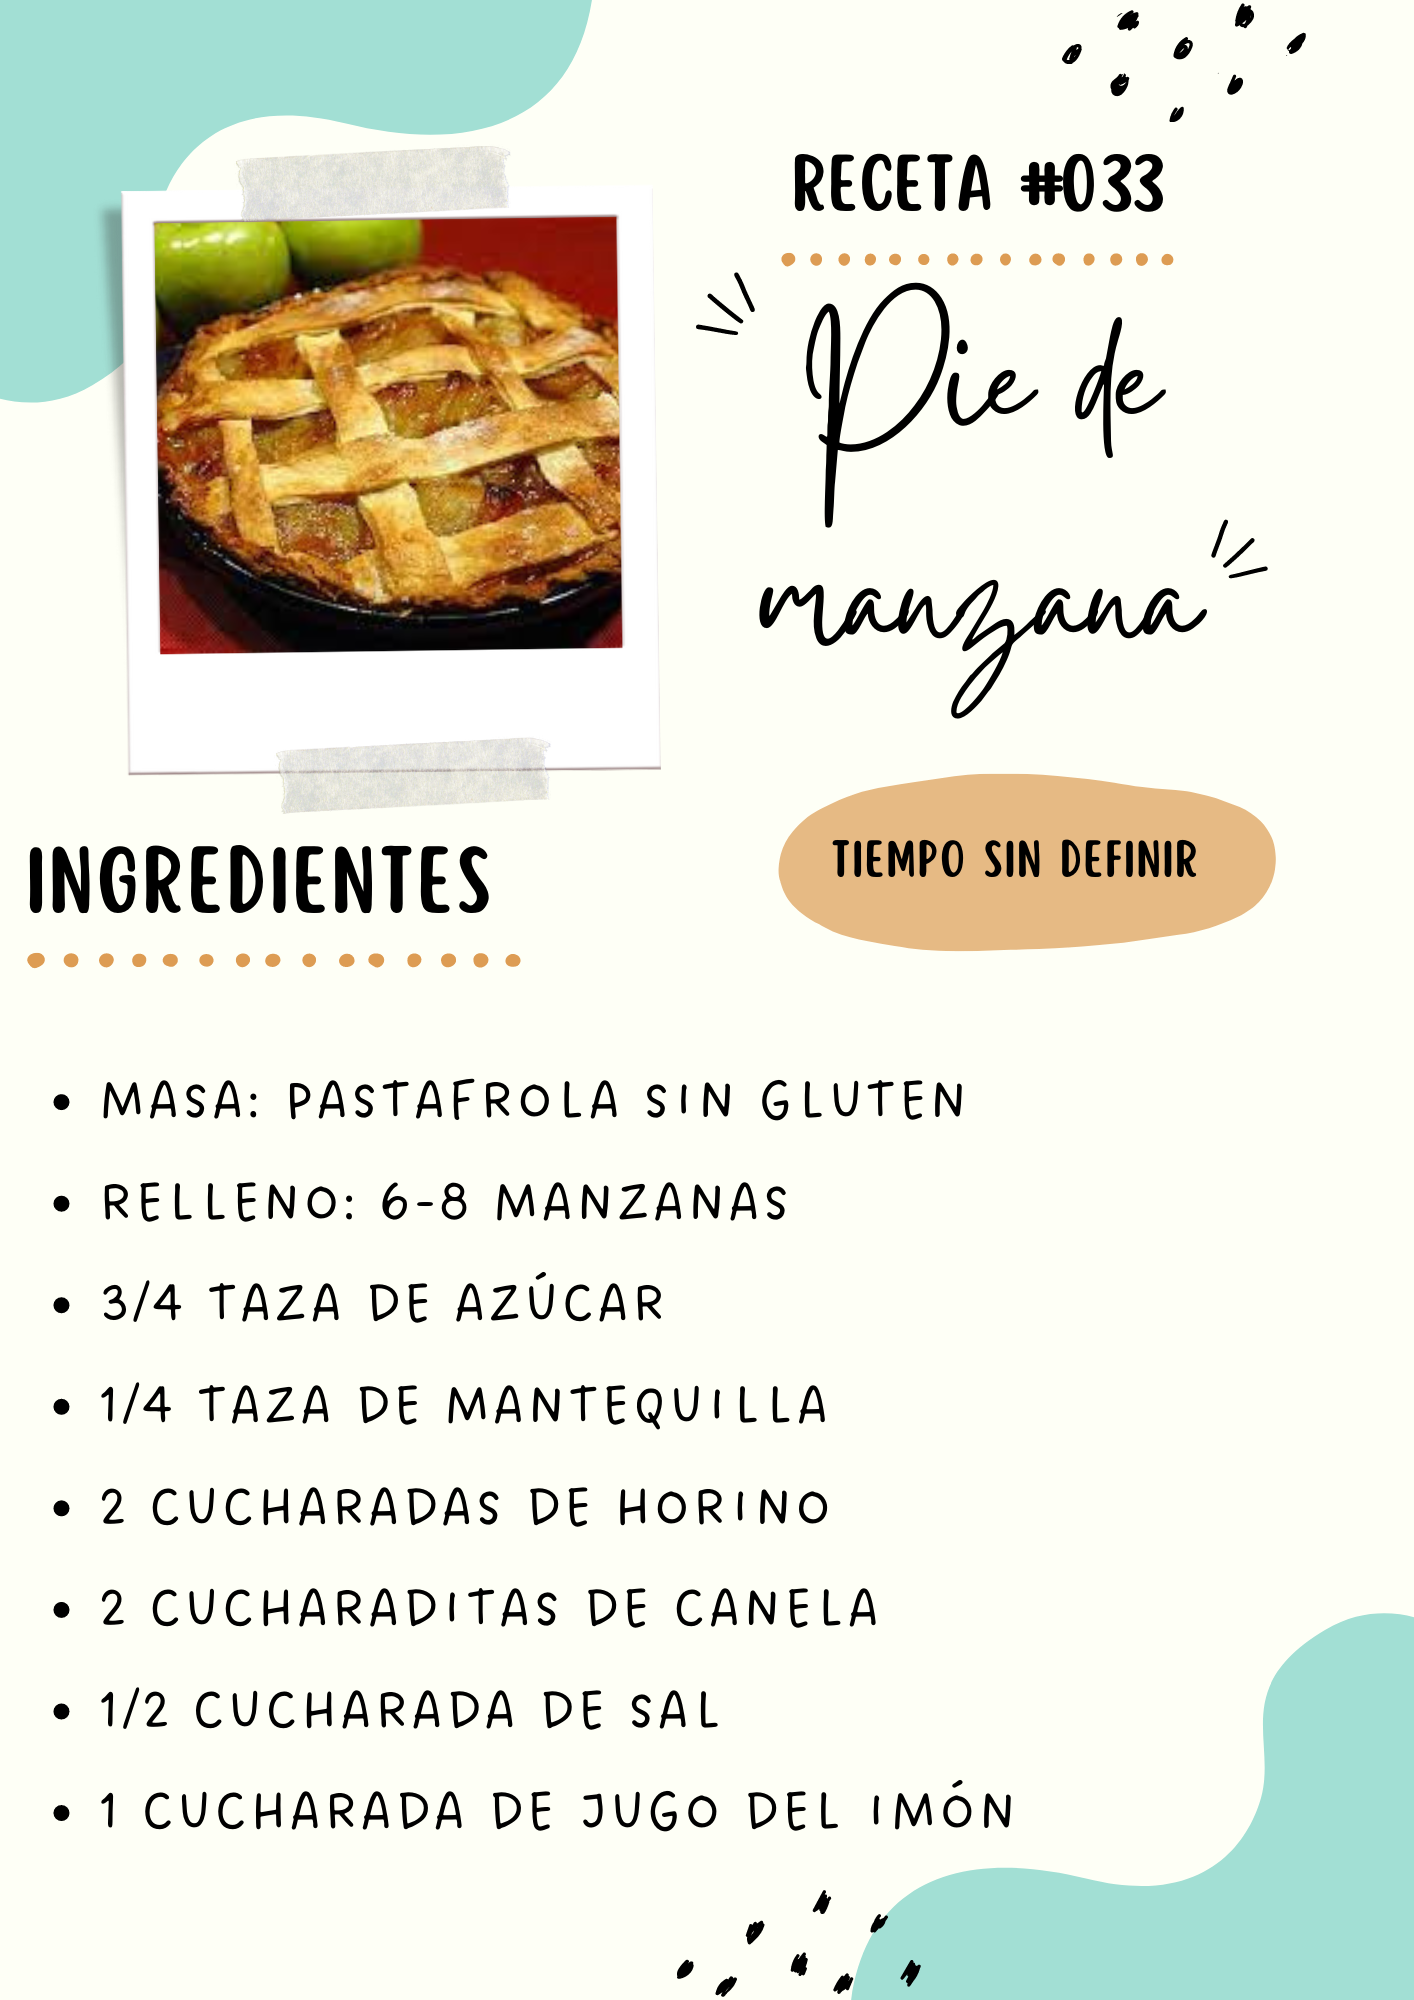 RECETA #033
Pie de
manzana
TIEMPO SIN DEFINIR
INGREDIENTES
MASA: PASTAFROLA SIN GLUTEN
RELLENO: 6-8 MANZANAS
3/4 TAZA DE AZÚCAR
1/4 TAZA DE MANTEQUILLA
2 CUCHARADAS DE HORINO
2 CUCHARADITAS DE CANELA
1/2 CUCHARADA DE SAL
1 CUCHARADA DE JUGO DEL IMÓN